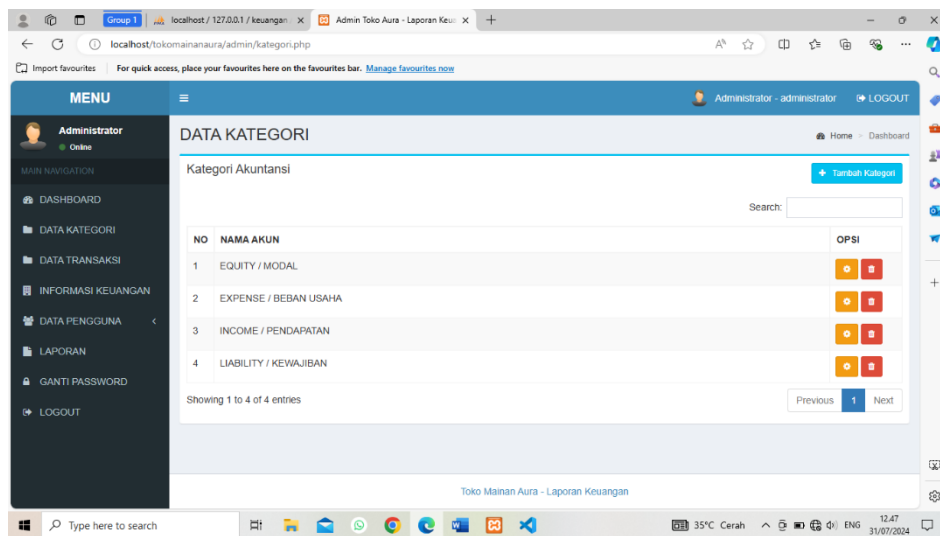 Group 1
localhost / 127.0.0.1 / keuangan
Admin Toko Aura - Laporan Keua
localhost/tokomainanaura/admin/kategori.php
Import favourites
For quick access, place your favourites here on the favourites bar. Manage favourites now
MENU
Administrator - administrator
LOGOUT
Administrator
Online
DATA KATEGORI
Home > Dashboard
MAIN NAVIGATION
DASHBOARD
DATA KATEGORI
DATA TRANSAKSI
INFORMASI KEUANGAN
DATA PENGGUNA
LAPORAN
GANTI PASSWORD
LOGOUT
Kategori Akuntansi
+ Tambah Kategori
Search:
NO NAMA AKUN OPSI
1 EQUITY / MODAL
2 EXPENSE / BEBAN USAHA
3 INCOME / PENDAPATAN
4 LIABILITY / KEWAJIBAN
Showing 1 to 4 of 4 entries
Previous 1 Next
Toko Mainan Aura - Laporan Keuangan
Type here to search
35°C Cerah
ENG
12.47
31/07/2024